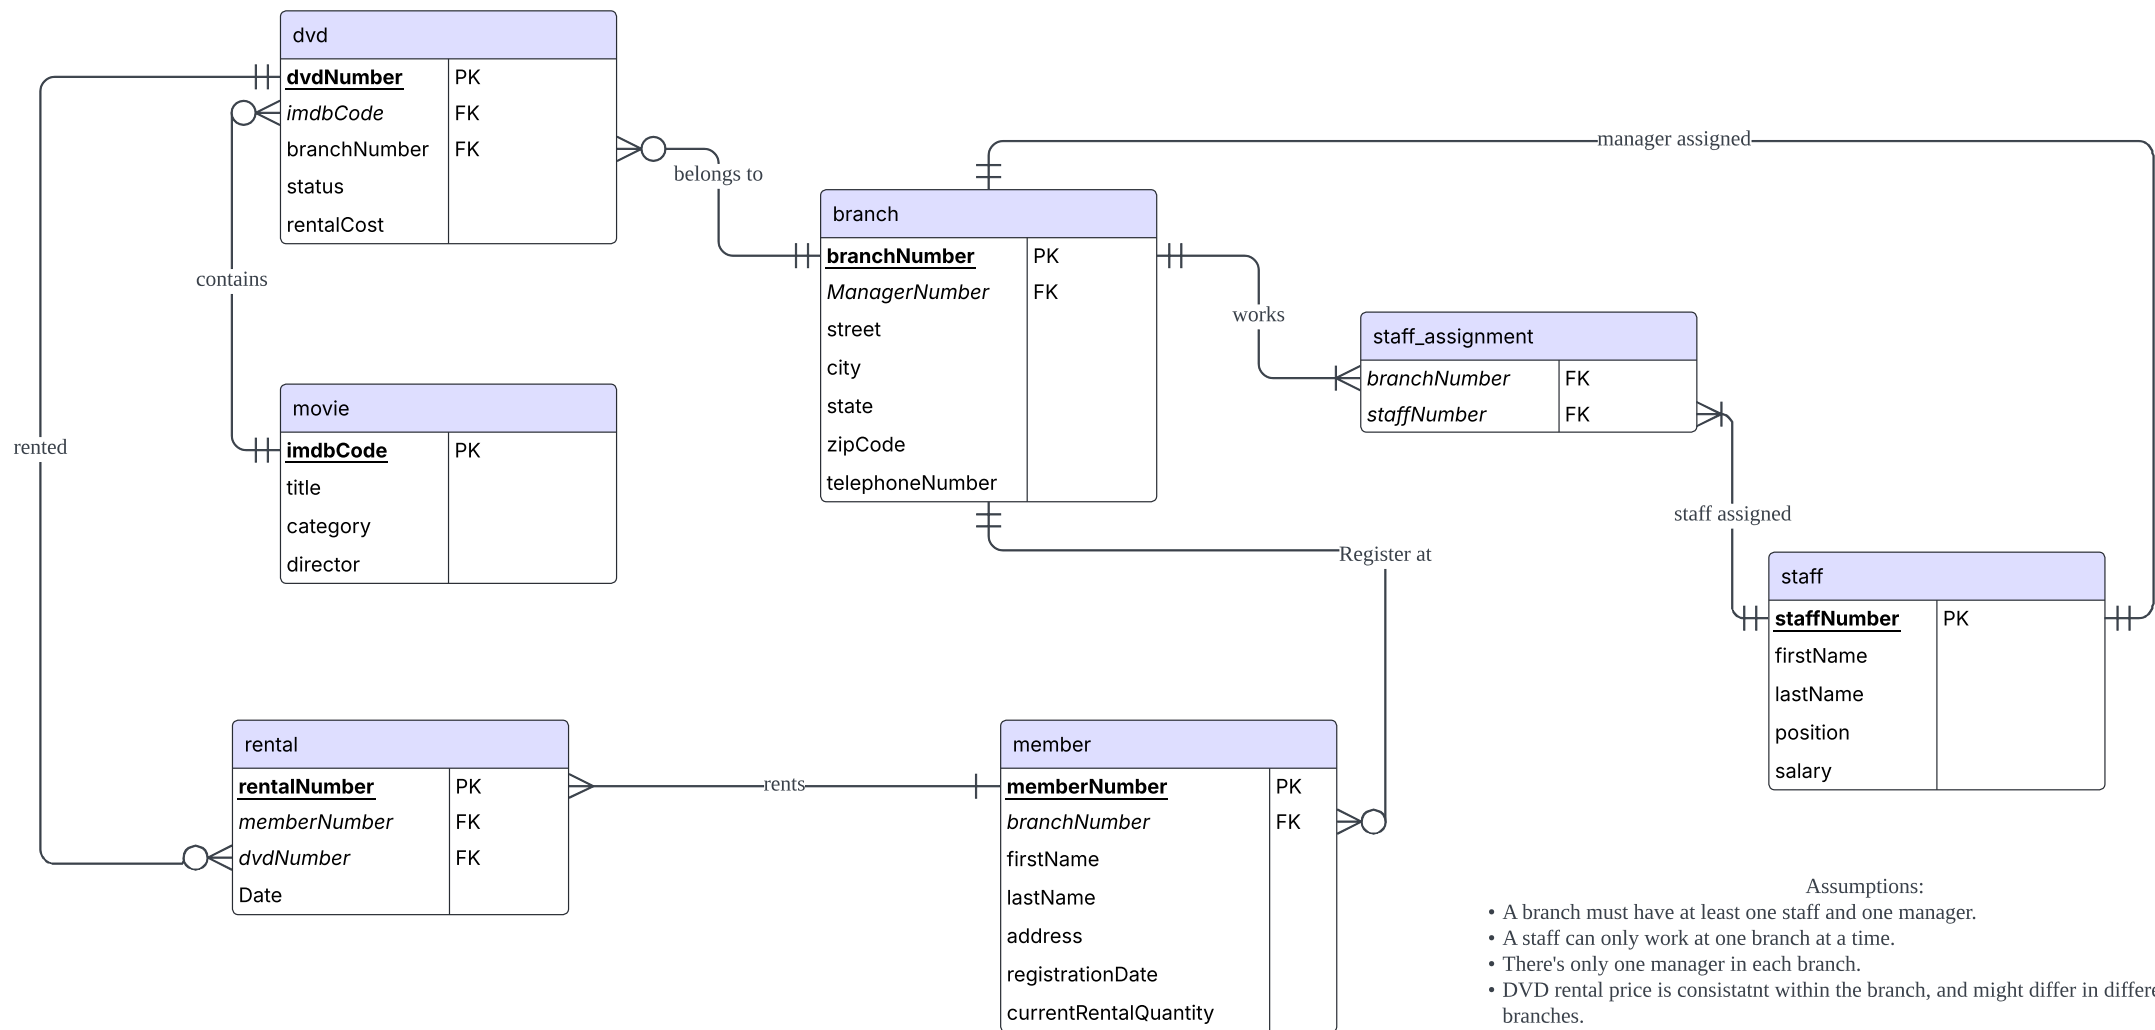 dvd
dvdNumber PK
imdbCode FK
branchNumber FK
status
rentalCost
belongs to
contains
rented
movie
imdbCode PK
title
category
director
manager assigned
branch
branchNumber PK
ManagerNumber FK
street
city
state
zipCode
telephoneNumber
works
staff_assignment
branchNumber FK
staffNumber FK
staff assigned
Register at
staff
staffNumber PK
firstName
lastName
position
salary
rental
rentalNumber PK
memberNumber FK
dvdNumber FK
Date
rents
member
memberNumber PK
branchNumber FK
firstName
lastName
address
registrationDate
currentRentalQuantity
Assumptions:
• A branch must have at least one staff and one manager.
• A staff can only work at one branch at a time.
• There's only one manager in each branch.
• DVD rental price is consistatnt within the branch, and might differ in
branches.